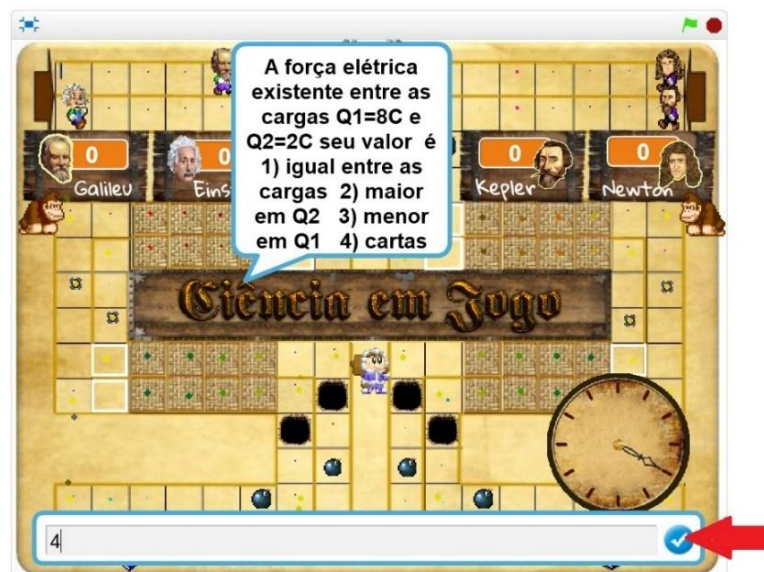 A força elétrica
existente entre as
cargas Q1=8C e
Q2=2C seu valor é
1) igual entre as
cargas 2) maior
em Q2 3) menor
em Q1 4) cartas
0
Galileu
0
Eins
0
Kepler
0
Newton
Ciência em Jogo
4